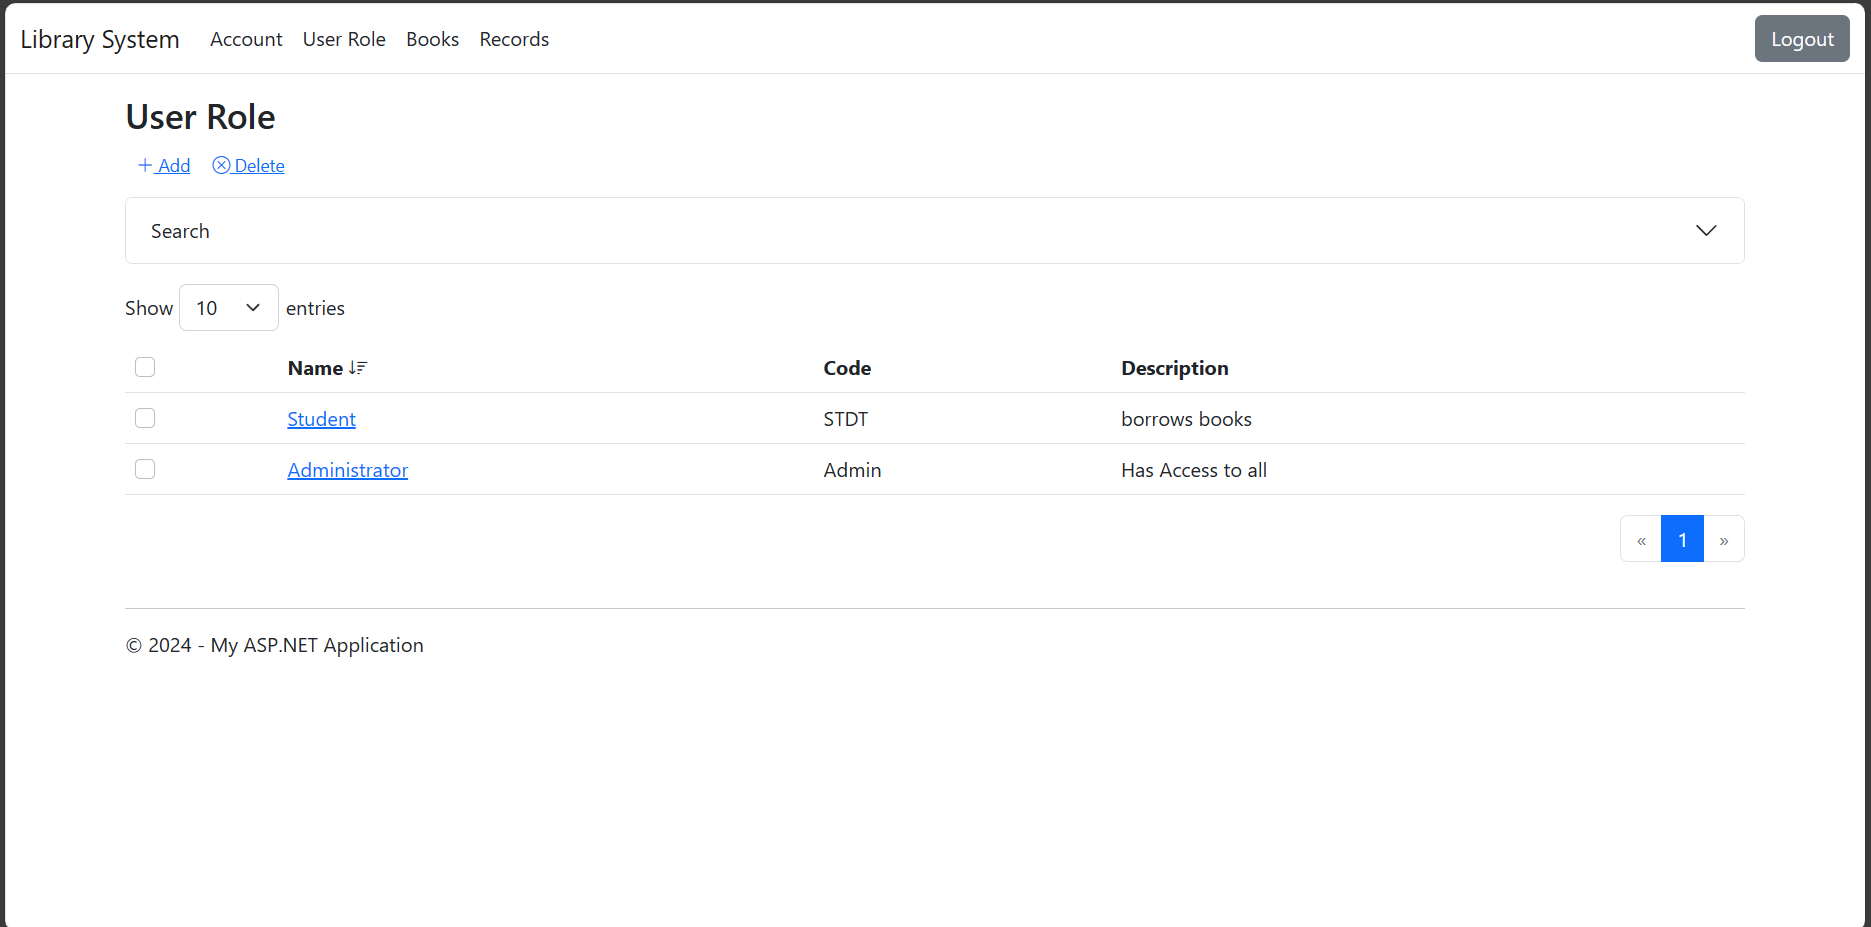 Library System Account User Role Books Records Logout
User Role
Add Delete
Search
Show 10 entries
Name Code Description
Student STDT borrows books
Administrator Admin Has Access to all
« 1 »
© 2024 - My ASP.NET Application